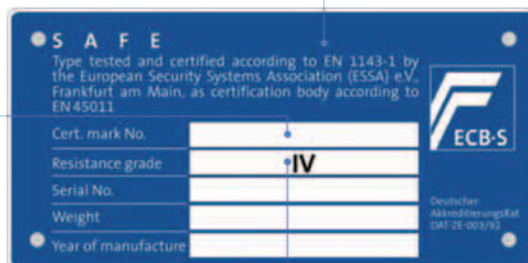 SAFE
Type tested and certified according to EN 1143-1 by
the European Security Systems Association (ESSA) e.V.,
Frankfurt am Main, as certification body according to
EN 45011
Cert. mark No.
Resistance grade IV
Serial No.
Weight
Year of manufacture
ECB·S
Deutscher
AkkreditierungsRat
DAT-ZE-003/92